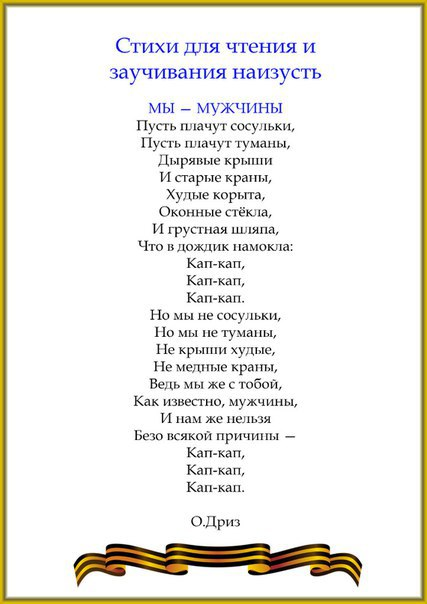 Стихи для чтения и
заучивания наизусть
МЫ — МУЖЧИНЫ
Пусть плачут сосульки,
Пусть плачут туманы,
Дырявые крыши
И старые краны,
Худые корыта,
Оконные стёкла,
И грустная шляпа,
Что в дождик намокла:
Кап-кап,
Кап-кап,
Кап-кап.
Но мы не сосульки,
Но мы не туманы,
Не крыши худые,
Не медные краны,
Ведь мы же с тобой,
Как известно, мужчины,
И нам же нельзя
Безо всякой причины —
Кап-кап,
Кап-кап,
Кап-кап.
О.Дриз